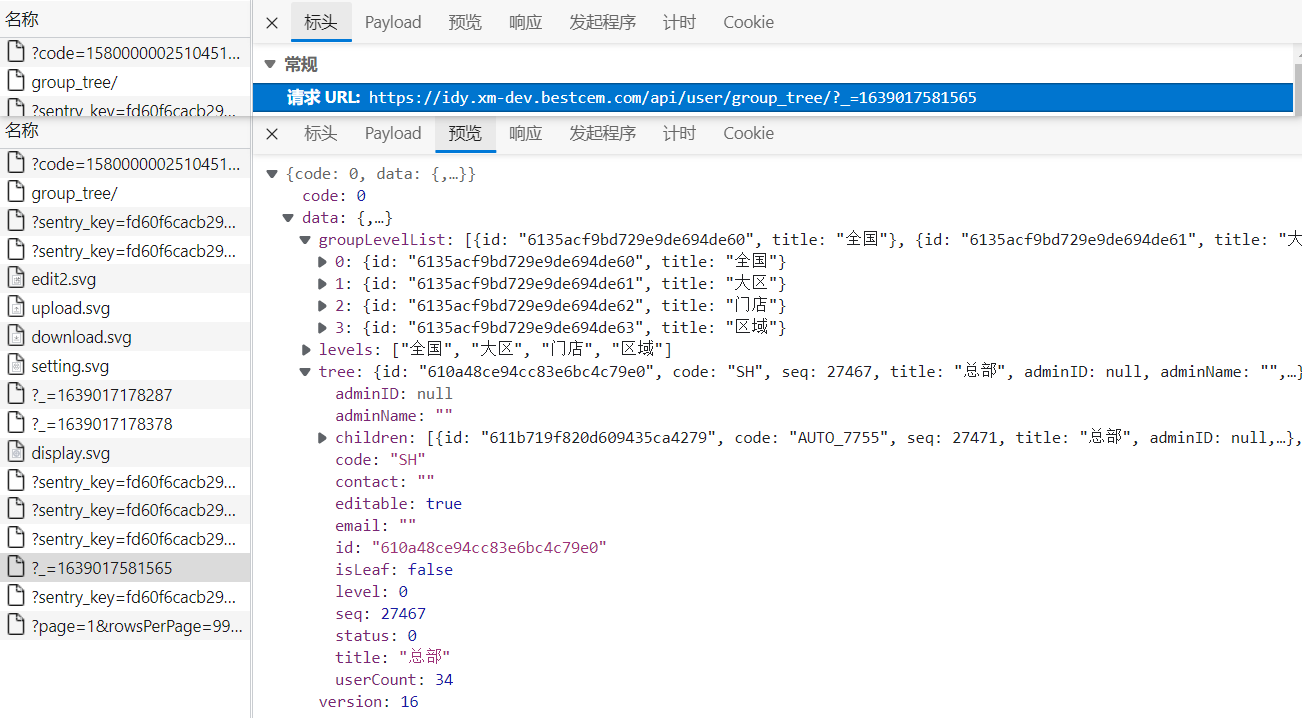 名称
?code=1580000002510451...
group_tree/
?sentry_key=fd60f6cacb29...
标头 Payload 预览 响应 发起程序 计时 Cookie
常规
请求 URL: https://idy.xm-dev.bestcem.com/api/user/group_tree/?_=1639017581565
名称
?code=1580000002510451...
group_tree/
?sentry_key=fd60f6cacb29...
?sentry_key=fd60f6cacb29...
edit2.svg
upload.svg
download.svg
setting.svg
?_=1639017178287
?_=1639017178378
display.svg
?sentry_key=fd60f6cacb29...
?sentry_key=fd60f6cacb29...
?sentry_key=fd60f6cacb29...
?_=1639017581565
?sentry_key=fd60f6cacb29...
?page=1&rowsPerPage=99...
标头 Payload 预览 响应 发起程序 计时 Cookie
{code: 0, data: {,…}}
code: 0
data: {,…}
groupLevelList: [{id: "6135acf9bd729e9de694de60", title: "全国"}, {id: "6135acf9bd729e9de694de61", title: "大
0: {id: "6135acf9bd729e9de694de60", title: "全国"}
1: {id: "6135acf9bd729e9de694de61", title: "大区"}
2: {id: "6135acf9bd729e9de694de62", title: "门店"}
3: {id: "6135acf9bd729e9de694de63", title: "区域"}
levels: ["全国", "大区", "门店", "区域"]
tree: {id: "610a48ce94cc83e6bc4c79e0", code: "SH", seq: 27467, title: "总部", adminID: null, adminName: "",…}
adminID: null
adminName: ""
children: [{id: "611b719f820d609435ca4279", code: "AUTO_7755", seq: 27471, title: "总部", adminID: null,…},
code: "SH"
contact: ""
editable: true
email: ""
id: "610a48ce94cc83e6bc4c79e0"
isLeaf: false
level: 0
seq: 27467
status: 0
title: "总部"
userCount: 34
version: 16